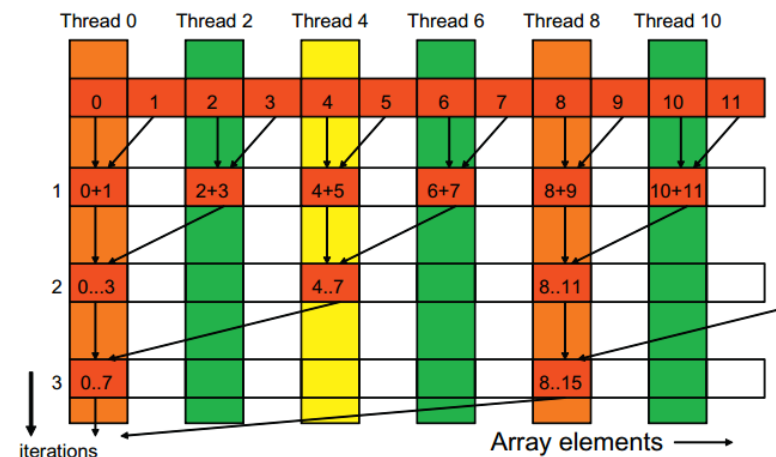 Thread 0 Thread 2 Thread 4 Thread 6 Thread 8 Thread 10
0 1 2 3 4 5 6 7 8 9 10 11
1 0+1 2+3 4+5 6+7 8+9 10+11
2 0...3 4..7 8..11
3 0..7 8..15
iterations Array elements